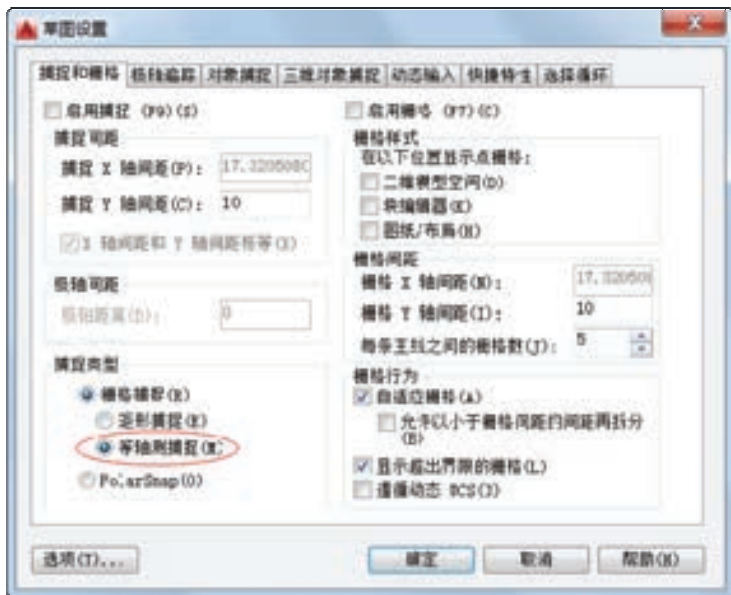 草图设置
捕捉和栅格 极轴追踪 对象捕捉 三维对象捕捉 动态输入 快捷特性 选择循环
启用捕捉 (F9)(S)
捕捉间距
捕捉 X 轴间距(P): 17.320508C
捕捉 Y 轴间距(C): 10
X 轴间距和 Y 轴间距相等(X)
极轴间距
极轴距离(D): 0
捕捉类型
栅格捕捉(R)
矩形捕捉(E)
等轴测捕捉(M)
PolarSnap(O)
启用栅格 (F7)(G)
栅格样式
在以下位置显示点栅格:
二维模型空间(D)
块编辑器(K)
图纸/布局(H)
栅格间距
栅格 X 轴间距(N): 17.320508
栅格 Y 轴间距(I): 10
每条主线之间的栅格数(J): 5
栅格行为
自适应栅格(A)
允许以小于栅格间距的间距再拆分
(B)
显示超出界限的栅格(L)
遵循动态 UCS(U)
选项(T)... 确定 取消 帮助(H)